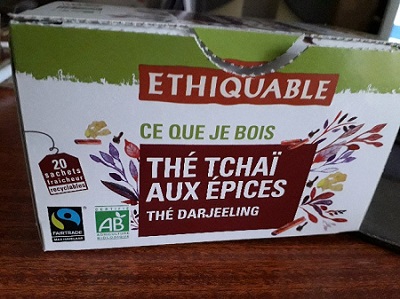 ETHIQUABLE
CE QUE JE BOIS
THÉ TCHAÏ
AUX ÉPICES
THÉ DARJEELING
20
sachets
fraîcheur
recyclables
FAIRTRADE
AB